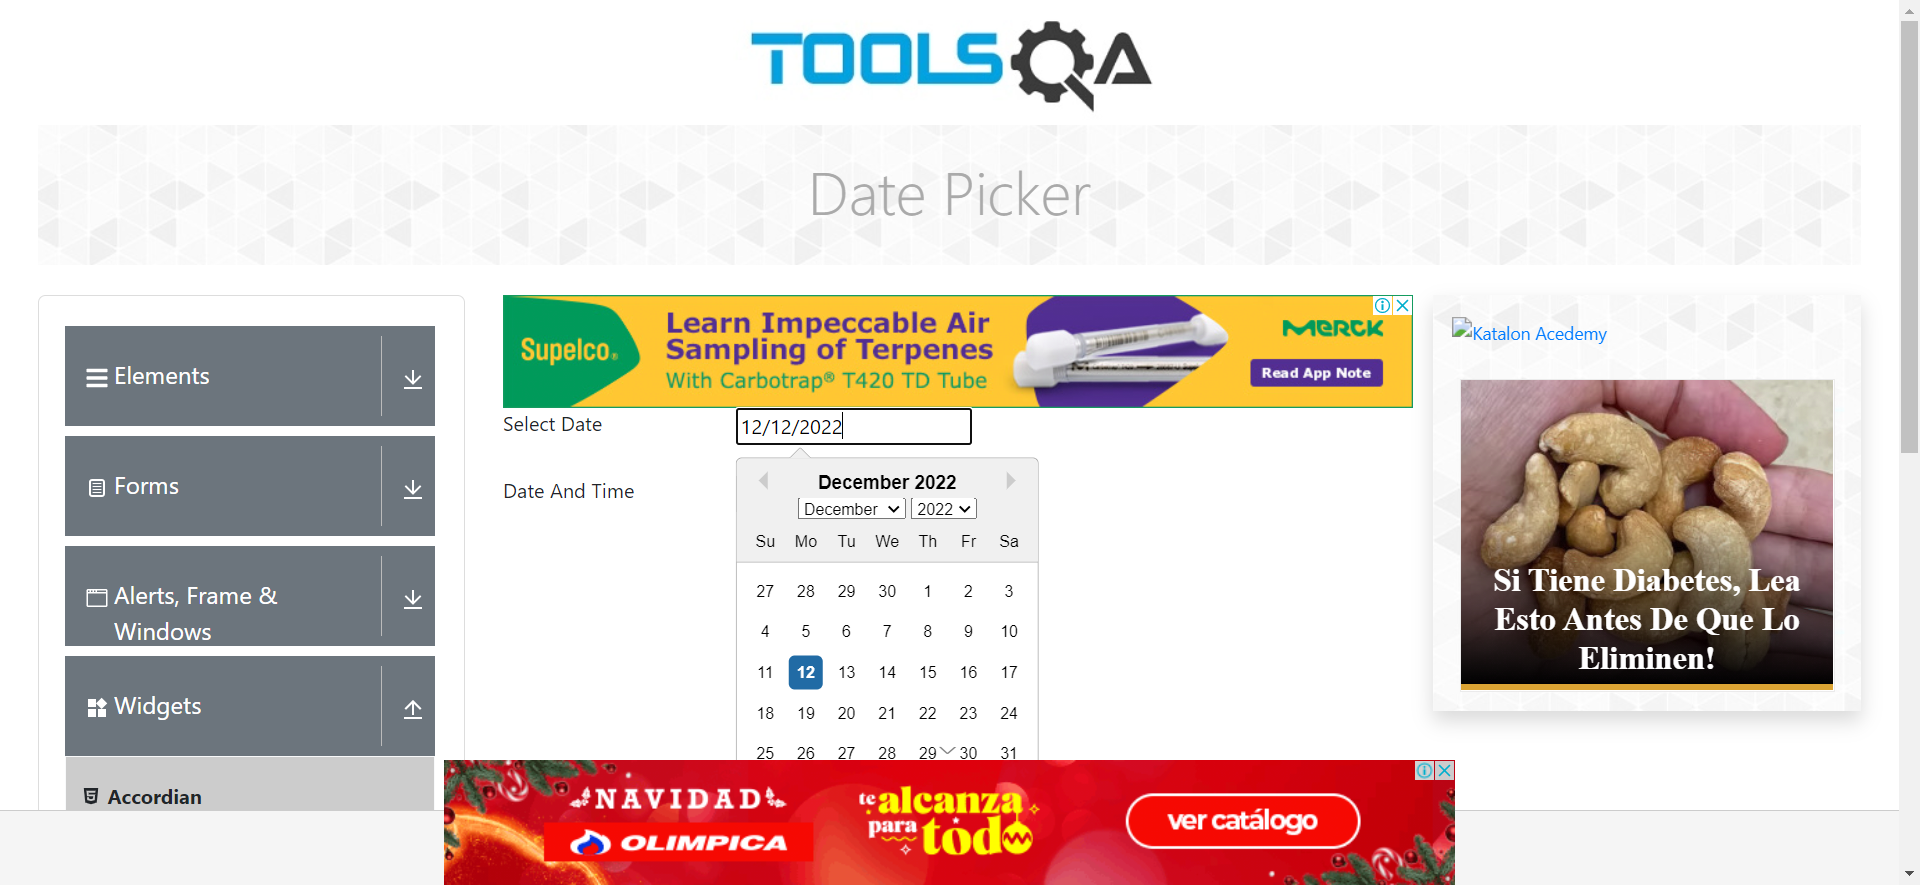 TOOLSQA
Date Picker
Elements
Forms
Alerts, Frame &
Windows
Widgets
Accordian
Supelco®
Learn Impeccable Air
Sampling of Terpenes
With Carbotrap® T420 TD Tube
MERCK
Read App Note
Select Date
12/12/2022
Date And Time
December 2022
December 2022
Su Mo Tu We Th Fr Sa
27 28 29 30 1 2 3
4 5 6 7 8 9 10
11 12 13 14 15 16 17
18 19 20 21 22 23 24
25 26 27 28 29 30 31
Katalon Acedemy
Si Tiene Diabetes, Lea
Esto Antes De Que Lo
Eliminen!
NAVIDAD
OLIMPICA
te
alcanza
para
todo
ver catálogo